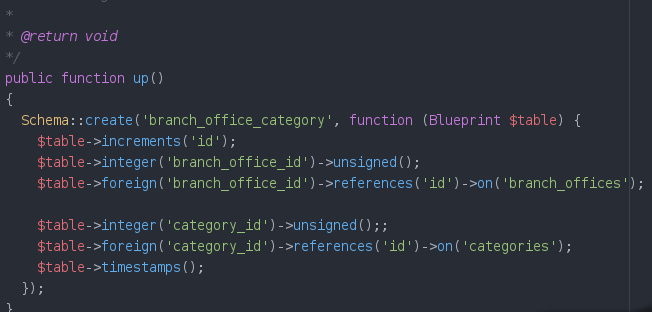 *
* @return void
*/
public function up()
{
  Schema::create('branch_office_category', function (Blueprint $table) {
    $table->increments('id');
    $table->integer('branch_office_id')->unsigned();
    $table->foreign('branch_office_id')->references('id')->on('branch_offices');

    $table->integer('category_id')->unsigned();;
    $table->foreign('category_id')->references('id')->on('categories');
    $table->timestamps();
  });
}